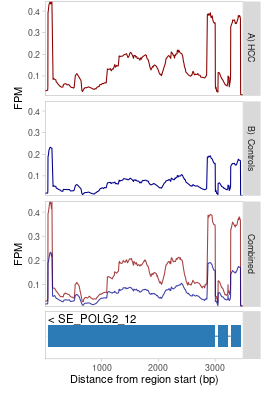 0.4
0.3
0.2
0.1
FPM
A) HCC
0.4
0.3
0.2
0.1
B) Controls
0.4
0.3
0.2
0.1
FPM
Combined
< SE_POLG2_12
1000
2000
3000
Distance from region start (bp)